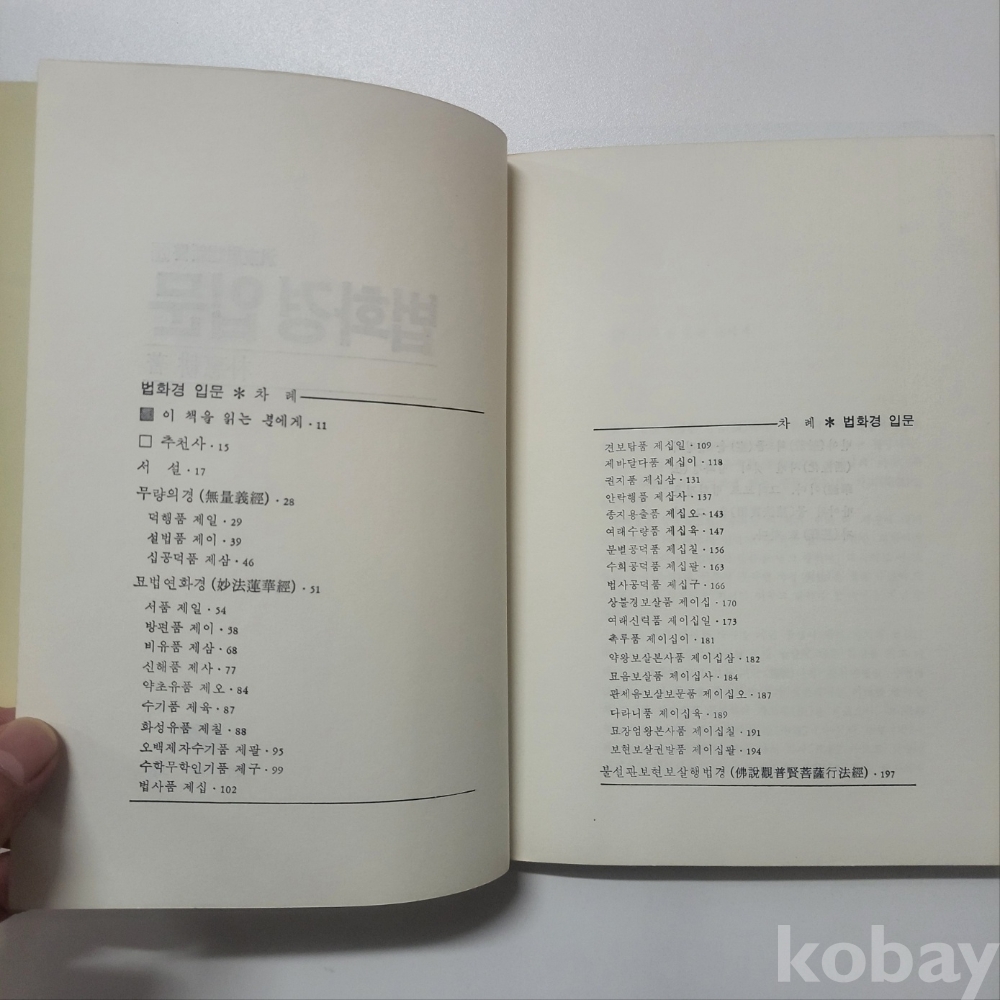 법화경 입문 * 차 례
■ 이 책을 읽는 분에게·11
□ 추천사·15
서 설·17
무량의경(無量義經)·28
덕행품 제일·29
설법품 제이·39
십공덕품 제삼·46
묘법연화경(妙法蓮華經)·51
서품 제일·54
방편품 제이·58
비유품 제삼·68
신해품 제사·77
약초유품 제오·84
수기품 제육·87
화성유품 제칠·88
오백제자수기품 제팔·95
수학무학인기품 제구·99
법사품 제십·102
차 례 * 법화경 입문
견보탑품 제십일·109
제바달다품 제십이·118
권지품 제십삼·131
안락행품 제십사·137
종지용출품 제십오·143
여래수량품 제십육·147
분별공덕품 제십칠·156
수희공덕품 제십팔·163
법사공덕품 제십구·166
상불경보살품 제이십·170
여래신력품 제이십일·173
촉루품 제이십이·181
약왕보살본사품 제이십삼·182
묘음보살품 제이십사·184
관세음보살보문품 제이십오·187
다라니품 제이십육·189
묘장엄왕본사품 제이십칠·191
보현보살권발품 제이십팔·194
불설관보현보살행법경(佛說觀普賢菩薩行法經)·197
kobay